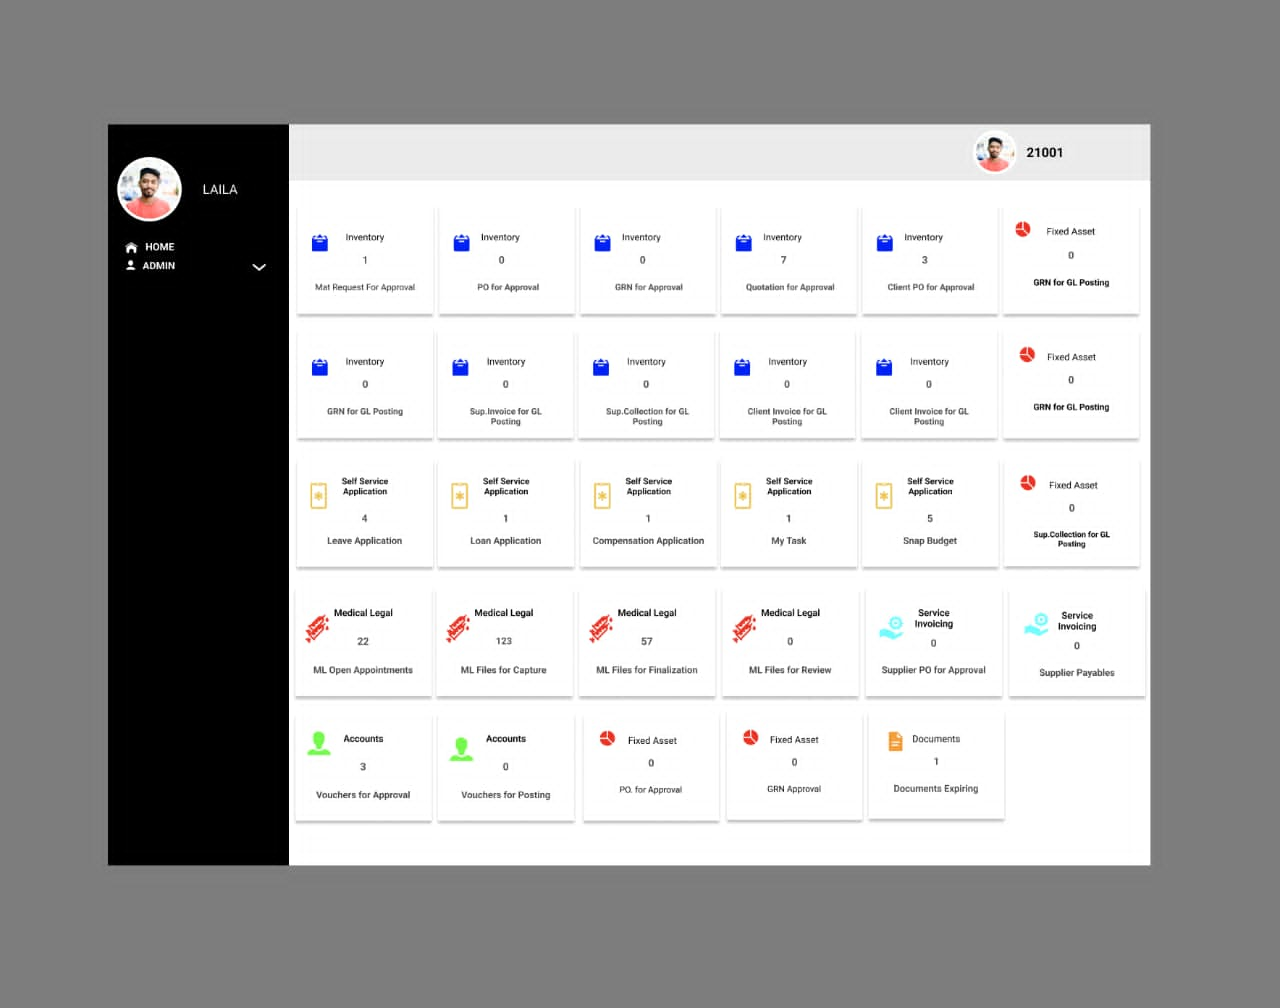 21001
LAILA
HOME
ADMIN
Inventory
1
Mat Request For Approval
Inventory
0
PO for Approval
Inventory
0
GRN for Approval
Inventory
7
Quotation for Approval
Inventory
3
Client PO for Approval
Fixed Asset
0
GRN for GL Posting
Inventory
0
GRN for GL Posting
Inventory
0
Sup.Invoice for GL
Posting
Inventory
0
Sup.Collection for GL
Posting
Inventory
0
Client Invoice for GL
Posting
Inventory
0
Client Invoice for GL
Posting
Fixed Asset
0
GRN for GL Posting
Self Service
Application
4
Leave Application
Self Service
Application
1
Loan Application
Self Service
Application
1
Compensation Application
Self Service
Application
1
My Task
Self Service
Application
5
Snap Budget
Fixed Asset
0
Sup.Collection for GL
Posting
Medical Legal
22
ML Open Appointments
Medical Legal
123
ML Files for Capture
Medical Legal
57
ML Files for Finalization
Medical Legal
0
ML Files for Review
Service
Invoicing
0
Supplier PO for Approval
Service
Invoicing
0
Supplier Payables
Accounts
3
Vouchers for Approval
Accounts
0
Vouchers for Posting
Fixed Asset
0
PO. for Approval
Fixed Asset
0
GRN Approval
Documents
1
Documents Expiring